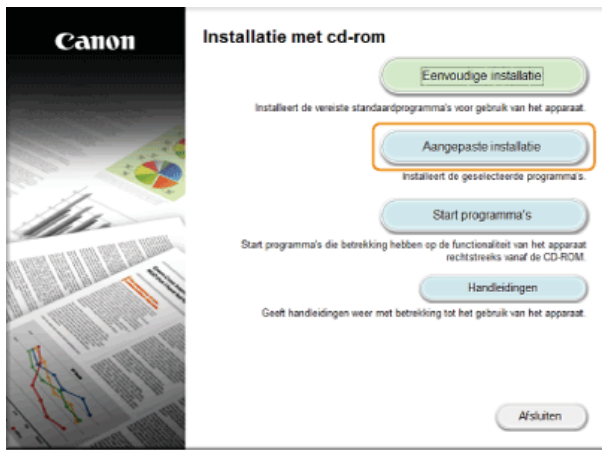 Canon
Installatie met cd-rom
Eenvoudige installatie
Installeert de vereiste standaardprogramma's voor gebruik van het apparaat.
Aangepaste installatie
Installeert de geselecteerde programma's.
Start programma's
Start programma's die betrekking hebben op de functionaliteit van het apparaat
rechtstreeks vanaf de CD-ROM.
Handleidingen
Geeft handleidingen weer met betrekking tot het gebruik van het apparaat.
Afsluiten